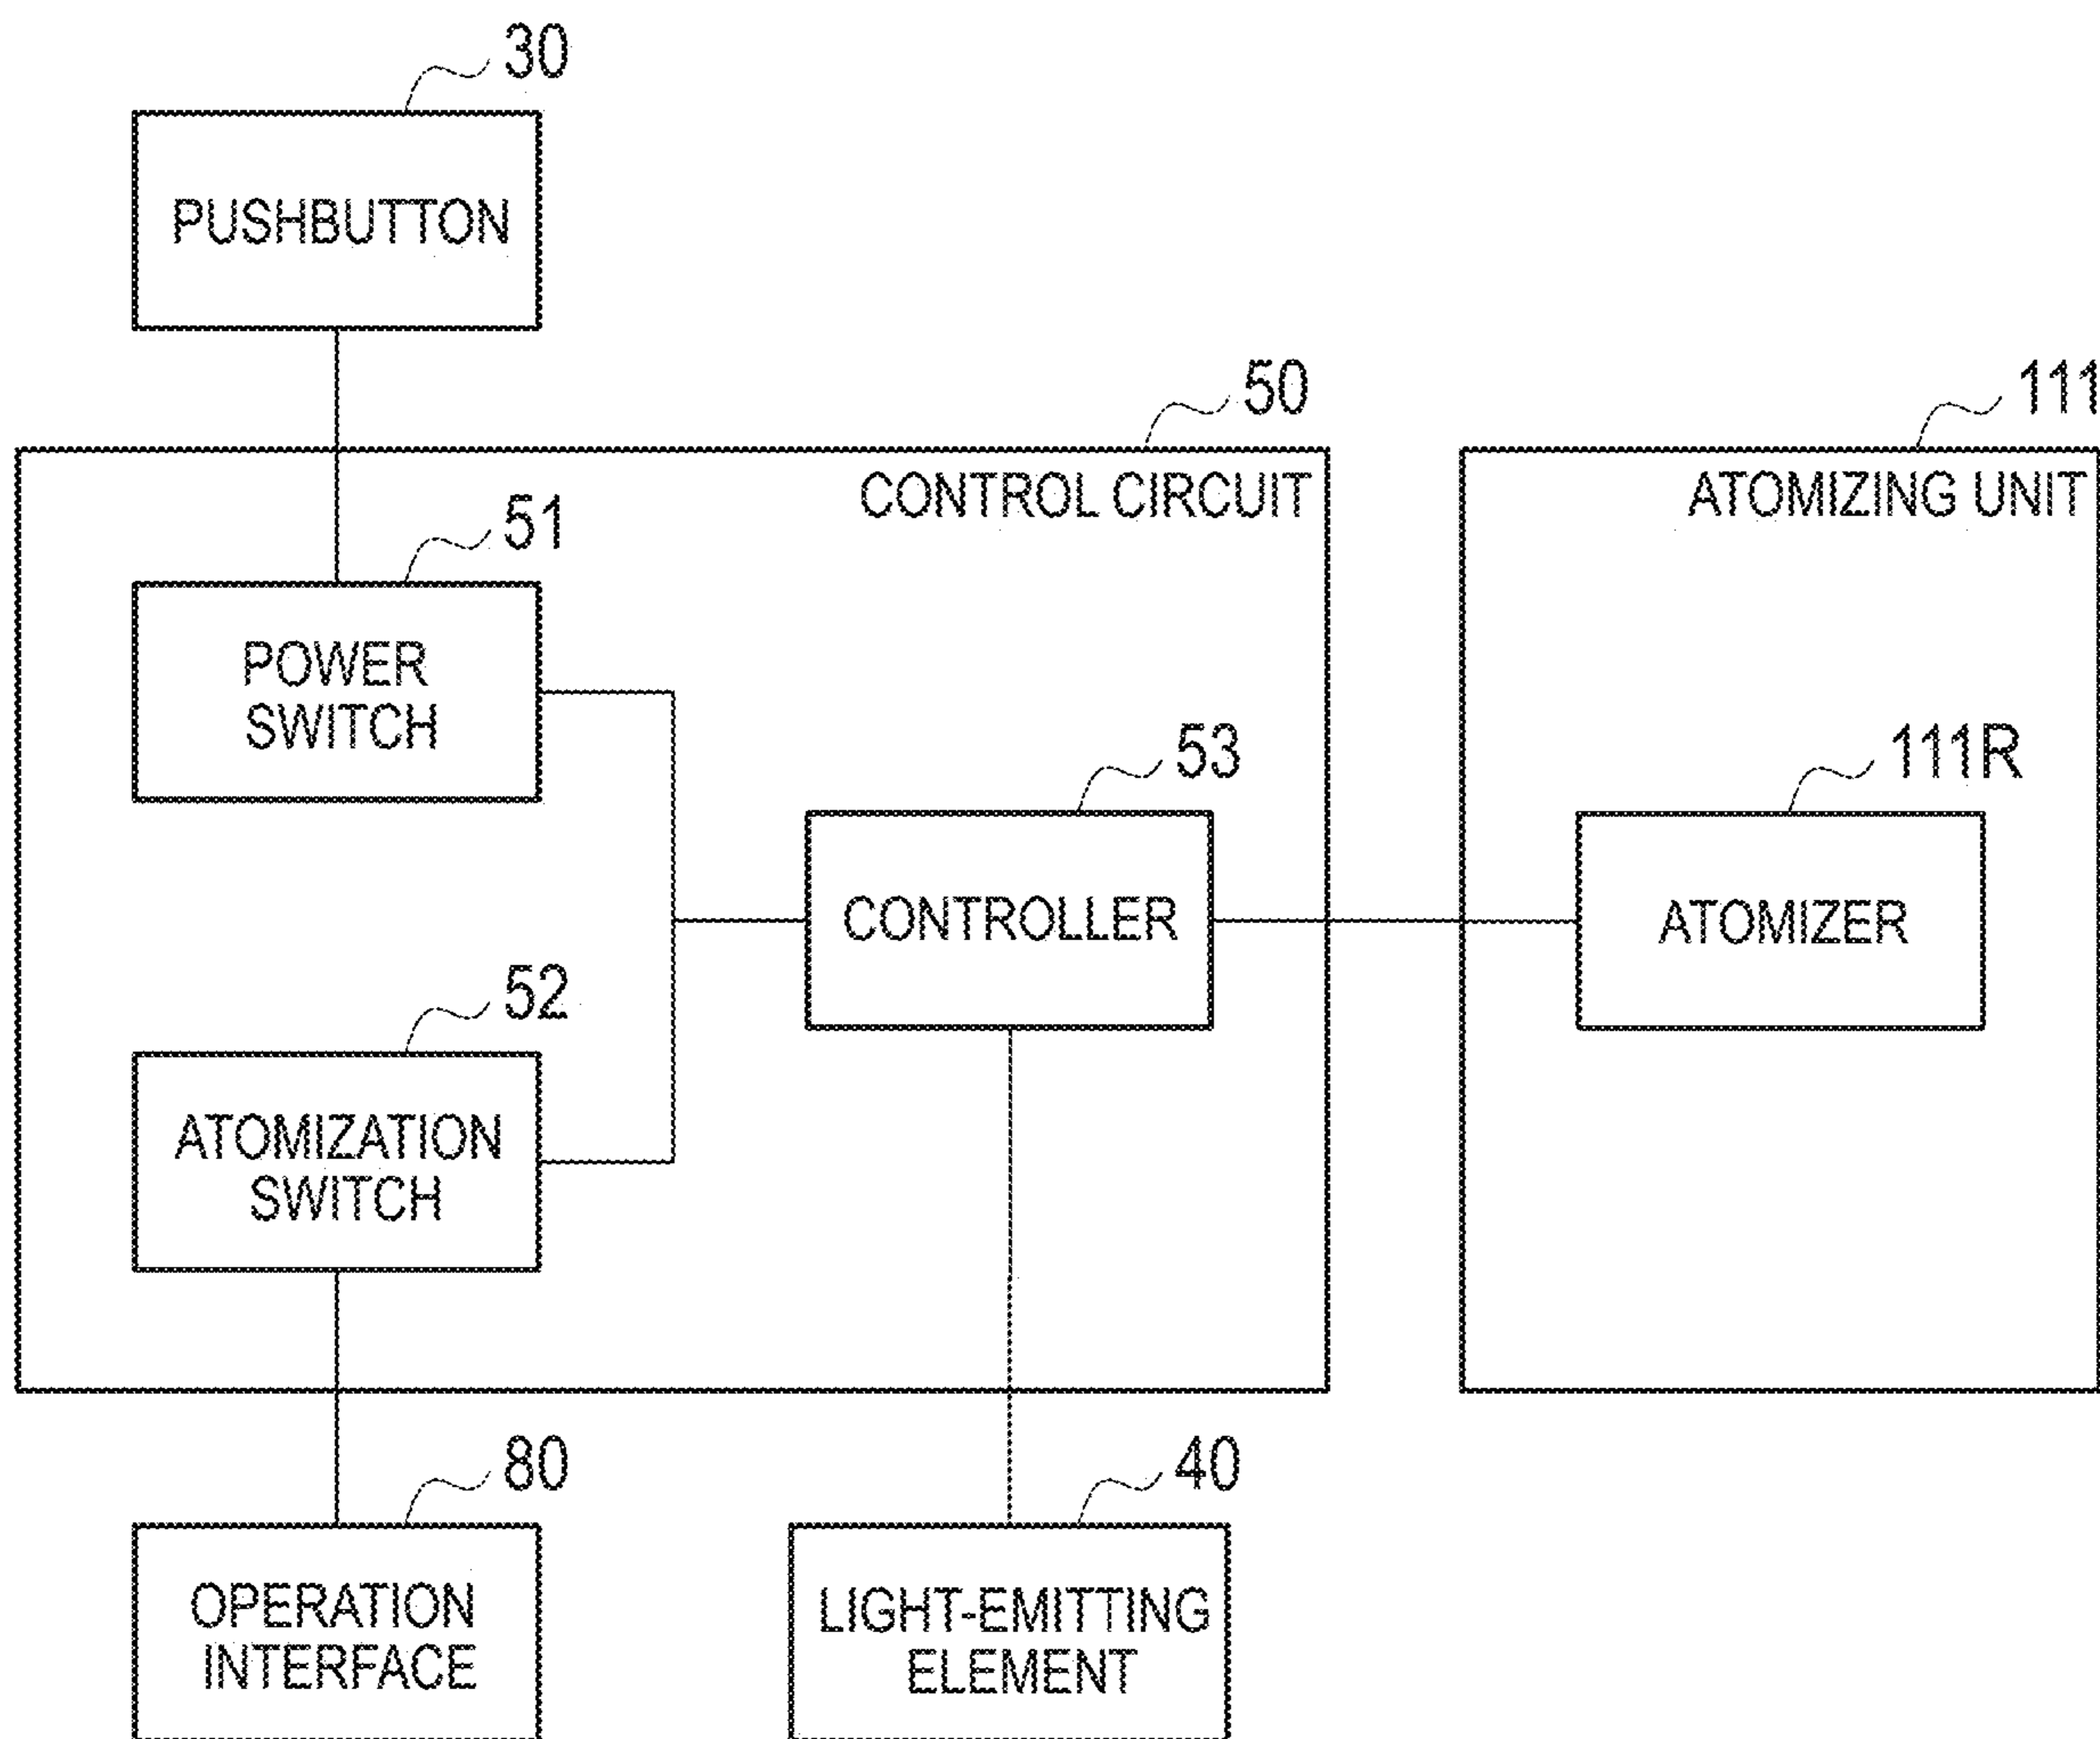 30
PUSHBUTTON
50
111
CONTROL CIRCUIT
ATOMIZING UNIT
51
POWER
SWITCH
53
111R
CONTROLLER
ATOMIZER
52
ATOMIZATION
SWITCH
80
40
OPERATION
INTERFACE
LIGHT-EMITTING
ELEMENT